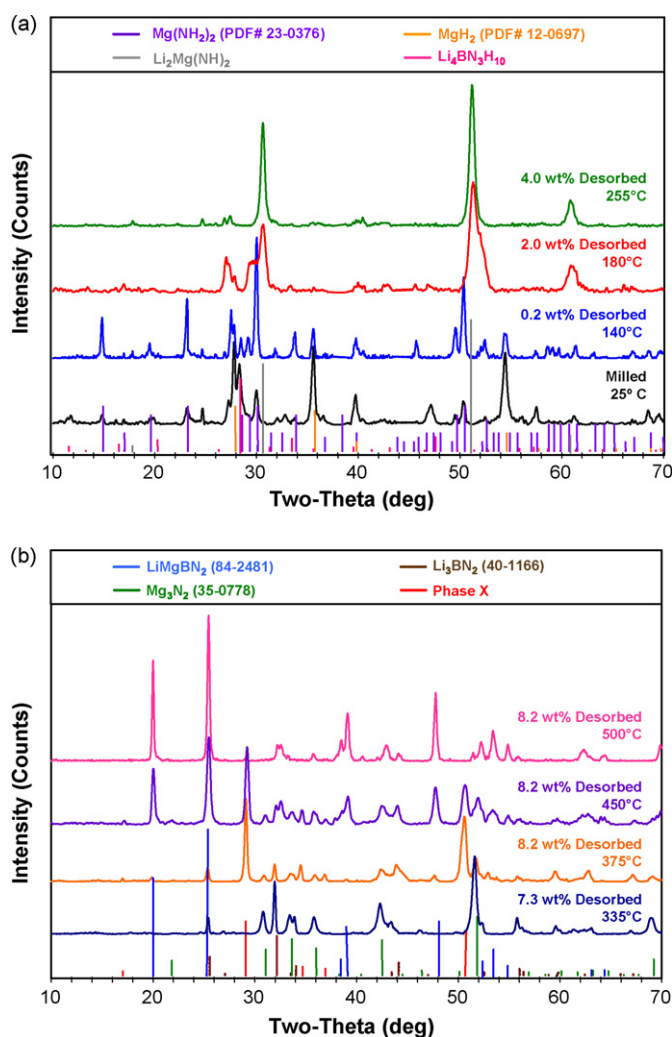 (a)
Mg(NH₂)₂ (PDF# 23-0376)
MgH₂ (PDF# 12-0697)
Li₂Mg(NH)₂
Li₄BN₃H₁₀
Intensity (Counts)
4.0 wt% Desorbed
255°C
2.0 wt% Desorbed
180°C
0.2 wt% Desorbed
140°C
Milled
25° C
10 20 30 40 50 60 70
Two-Theta (deg)
(b)
LiMgBN₂ (84-2481)
Li₃BN₂ (40-1166)
Mg₃N₂ (35-0778)
Phase X
Intensity (Counts)
8.2 wt% Desorbed
500°C
8.2 wt% Desorbed
450°C
8.2 wt% Desorbed
375°C
7.3 wt% Desorbed
335°C
10 20 30 40 50 60 70
Two-Theta (deg)